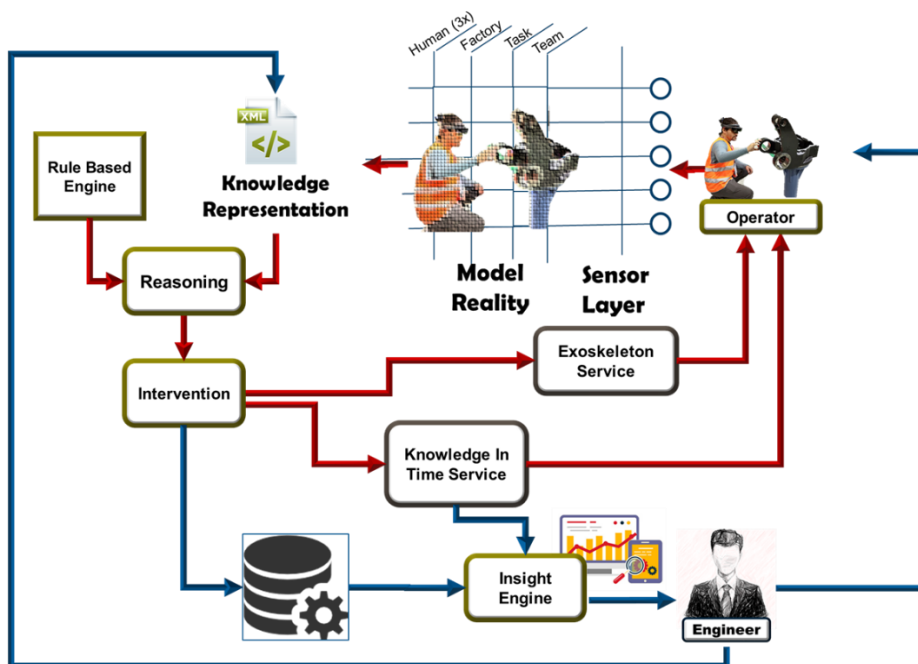 Human (3x)
Factory
Task
Team
XML
</>
Rule Based
Engine
Knowledge
Representation
Operator
Reasoning
Model
Reality
Sensor
Layer
Exoskeleton
Service
Intervention
Knowledge In
Time Service
Insight
Engine
Engineer